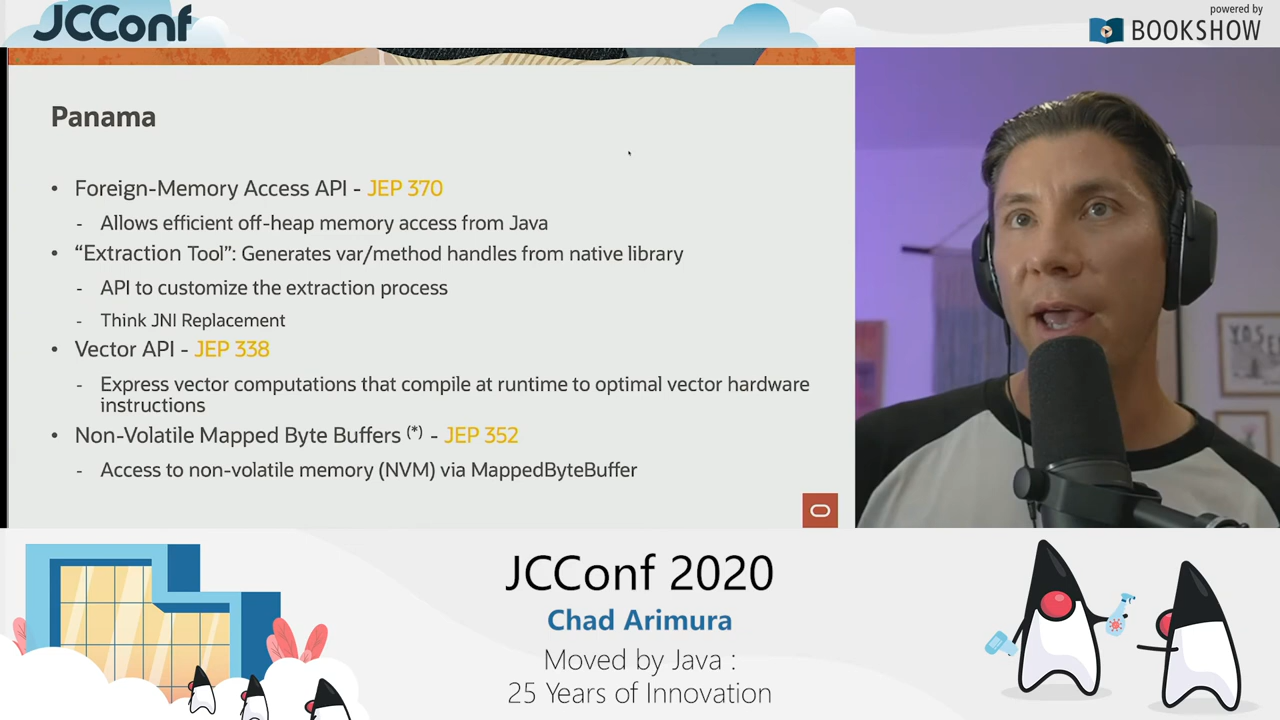 JCConf
powered by
BOOKSHOW
Panama
• Foreign-Memory Access API - JEP 370
- Allows efficient off-heap memory access from Java
• “Extraction Tool”: Generates var/method handles from native library
- API to customize the extraction process
- Think JNI Replacement
• Vector API - JEP 338
- Express vector computations that compile at runtime to optimal vector hardware
instructions
• Non-Volatile Mapped Byte Buffers (*) - JEP 352
- Access to non-volatile memory (NVM) via MappedByteBuffer
JCConf 2020
Chad Arimura
Moved by Java :
25 Years of Innovation